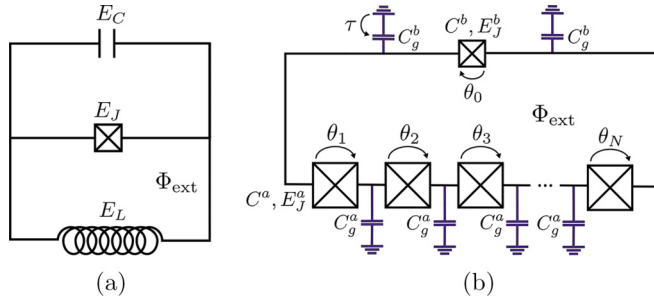 E_C
E_J
Φ_ext
E_L
(a)
τ
C_g^b
C^b, E_J^b
C_g^b
θ_0
Φ_ext
θ_1
θ_2
θ_3
θ_N
C^a, E_J^a
C_g^a
C_g^a
C_g^a
...
C_g^a
(b)